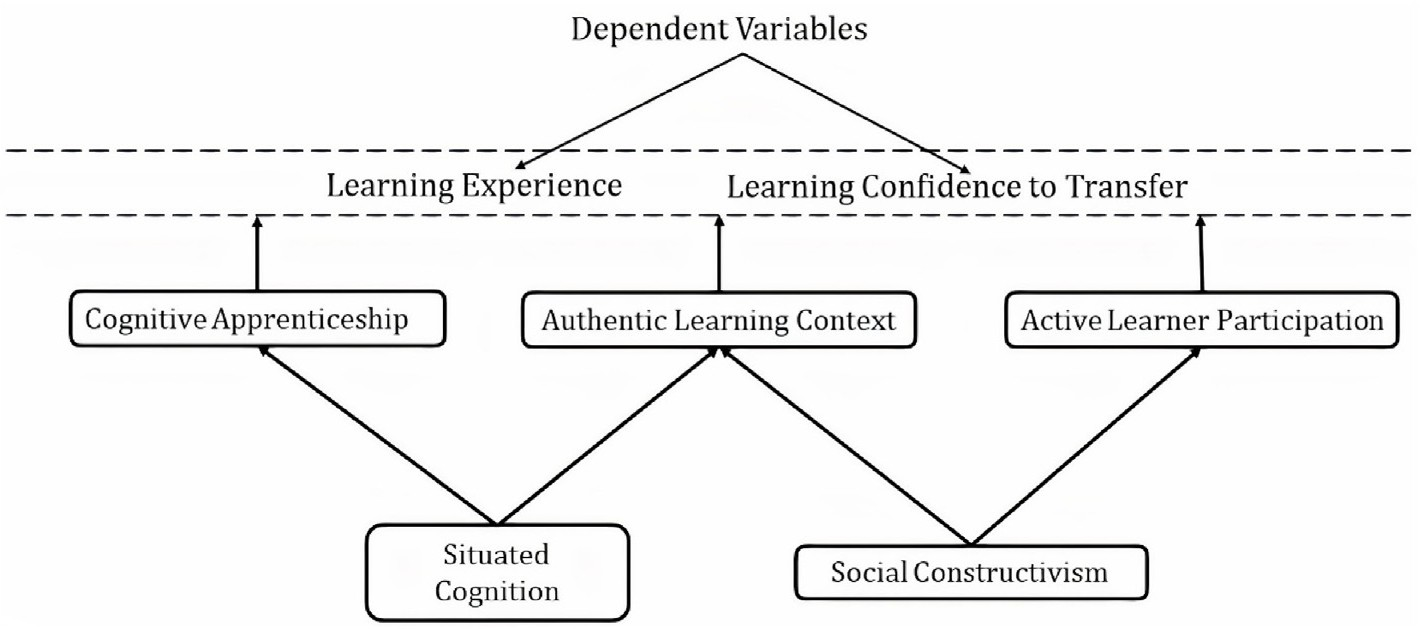 Dependent Variables
Learning Experience
Learning Confidence to Transfer
Cognitive Apprenticeship
Authentic Learning Context
Active Learner Participation
Situated
Cognition
Social Constructivism